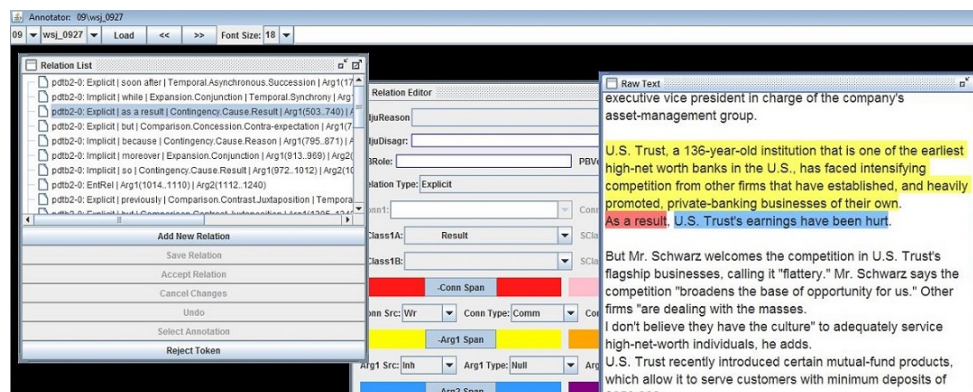 Annotator: 09\wsj_0927
09 wsj_0927 Load << >> Font Size: 18
Relation List
pdtb2-0: Explicit | soon after | Temporal.Asynchronous.Succession | Arg1(17
pdtb2-0: Implicit | while | Expansion.Conjunction | Temporal.Synchrony | Arg1
pdtb2-0: Explicit | as a result | Contingency.Cause.Result | Arg1(503..740) | A
pdtb2-0: Explicit | but | Comparison.Concession.Contra-expectation | Arg1(7
pdtb2-0: Implicit | because | Contingency.Cause.Reason | Arg1(795..871) | A
pdtb2-0: Implicit | moreover | Expansion.Conjunction | Arg1(913..969) | Arg2(
pdtb2-0: Implicit | so | Contingency.Cause.Result | Arg1(972..1012) | Arg2(10
pdtb2-0: EntRel | Arg1(1014..1110) | Arg2(1112..1240)
pdtb2-0: Explicit | previously | Comparison.Contrast.Juxtaposition | Arg1(
Add New Relation
Save Relation
Accept Relation
Cancel Changes
Undo
Select Annotation
Reject Token
Relation Editor
djuReason
djuDisagr:
BRole: PBVe
elation Type: Explicit
onn1: Conn
Class1A: Result SCla
Class1B: SCla
-Conn Span
onn Src: Wr Conn Type: Comm Co
-Arg1 Span
Arg1 Src: Inh Arg1 Type: Null Arg
Arg2 Span
Raw Text
executive vice president in charge of the company's
asset-management group.
U.S. Trust, a 136-year-old institution that is one of the earliest
high-net worth banks in the U.S., has faced intensifying
competition from other firms that have established, and heavily
promoted, private-banking businesses of their own.
As a result, U.S. Trust's earnings have been hurt.
But Mr. Schwarz welcomes the competition in U.S. Trust's
flagship businesses, calling it "flattery." Mr. Schwarz says the
competition "broadens the base of opportunity for us." Other
firms "are dealing with the masses.
I don't believe they have the culture" to adequately service
high-net-worth individuals, he adds.
U.S. Trust recently introduced certain mutual-fund products,
which allow it to serve customers with minimum deposits of